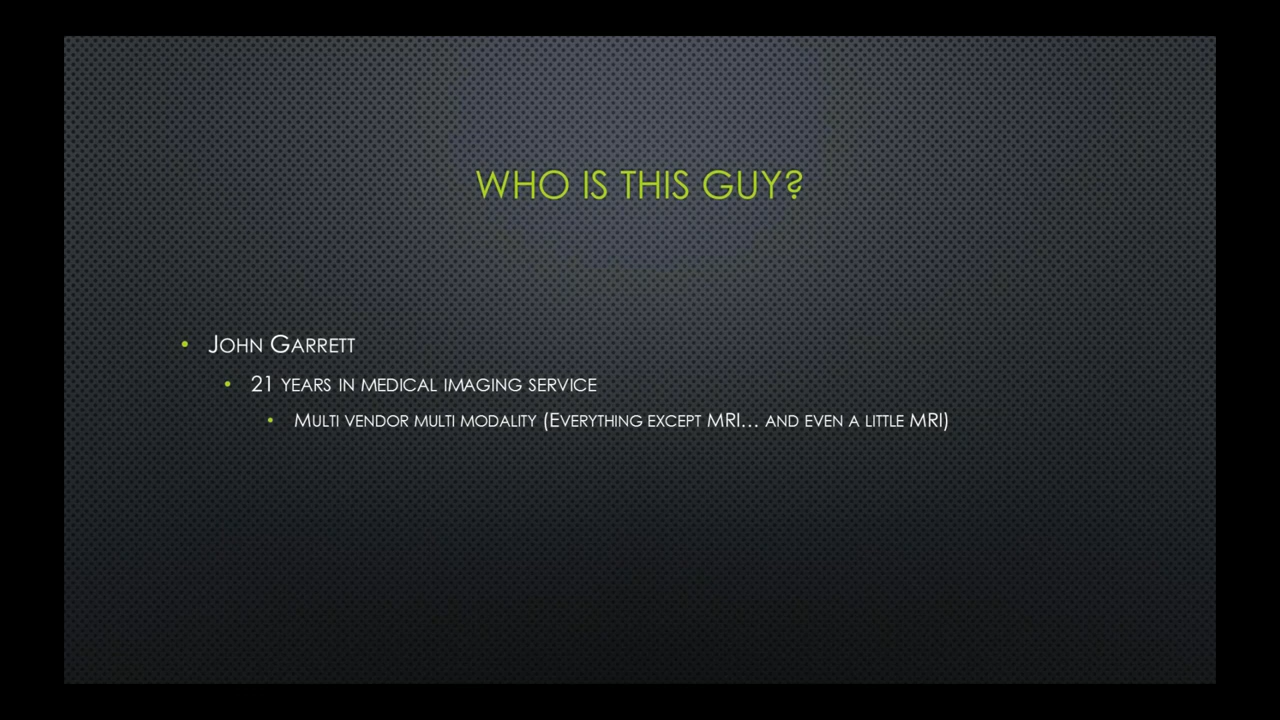 WHO IS THIS GUY?
• JOHN GARRETT
• 21 YEARS IN MEDICAL IMAGING SERVICE
• MULTI VENDOR MULTI MODALITY (EVERYTHING EXCEPT MRI... AND EVEN A LITTLE MRI)